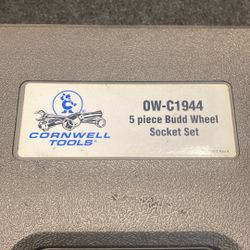 OW-C1944
5 piece Budd Wheel
Socket Set
CORNWELL
TOOLS®